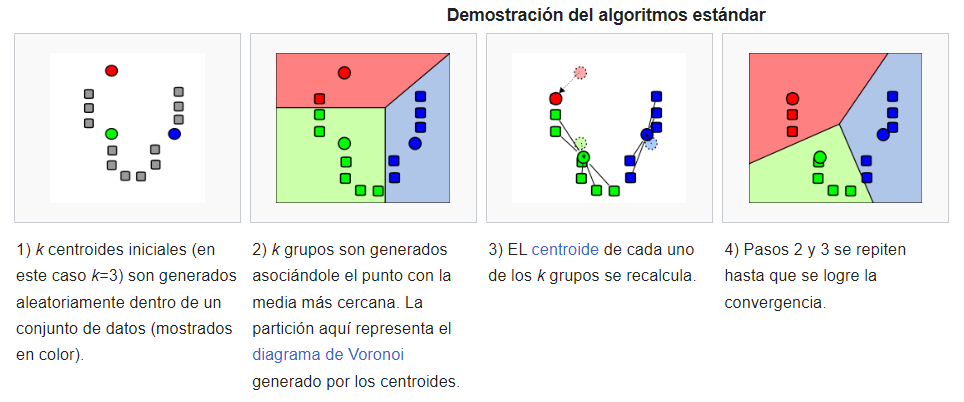 Demostración del algoritmos estándar
1) k centroides iniciales (en
este caso k=3) son generados
aleatoriamente dentro de un
conjunto de datos (mostrados
en color).
2) k grupos son generados
asociándole el punto con la
media más cercana. La
partición aquí representa el
diagrama de Voronoi
generado por los centroides.
3) EL centroide de cada uno
de los k grupos se recalcula.
4) Pasos 2 y 3 se repiten
hasta que se logre la
convergencia.